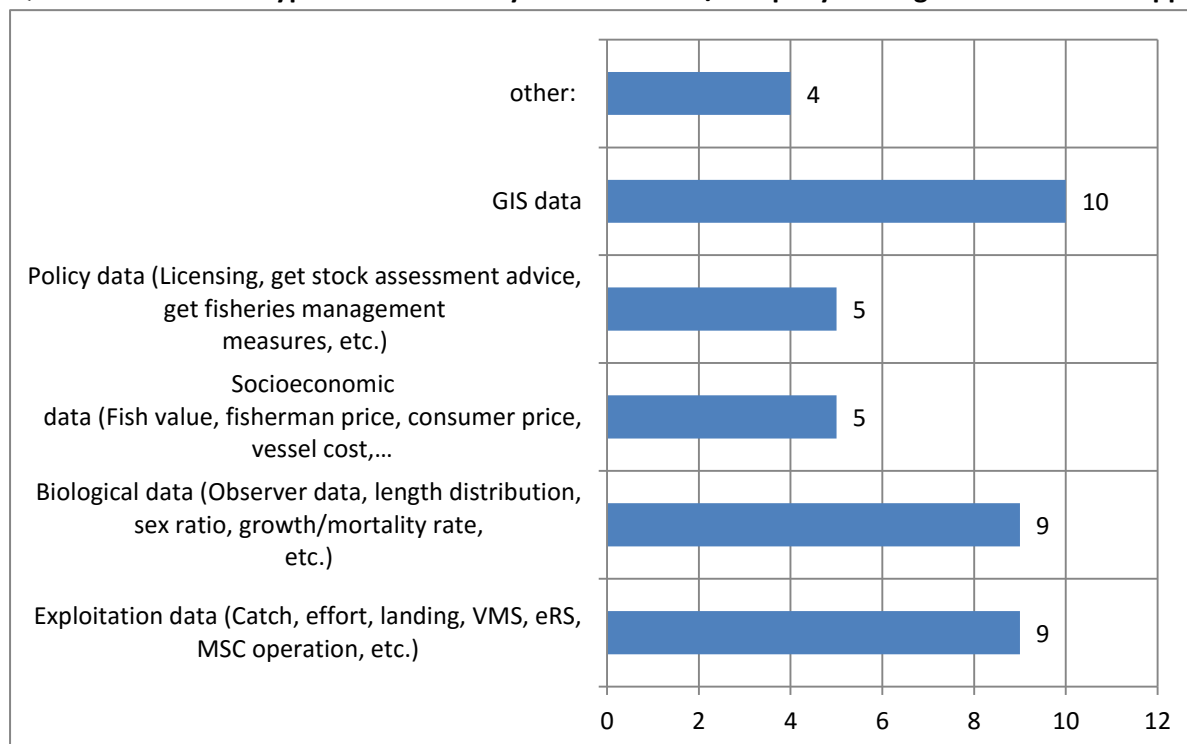 other:
4
GIS data
10
Policy data (Licensing, get stock assessment advice,
get fisheries management
measures, etc.)
5
Socioeconomic
data (Fish value, fisherman price, consumer price,
vessel cost,…
5
Biological data (Observer data, length distribution,
sex ratio, growth/mortality rate,
etc.)
9
Exploitation data (Catch, effort, landing, VMS, eRS,
MSC operation, etc.)
9
0 2 4 6 8 10 12